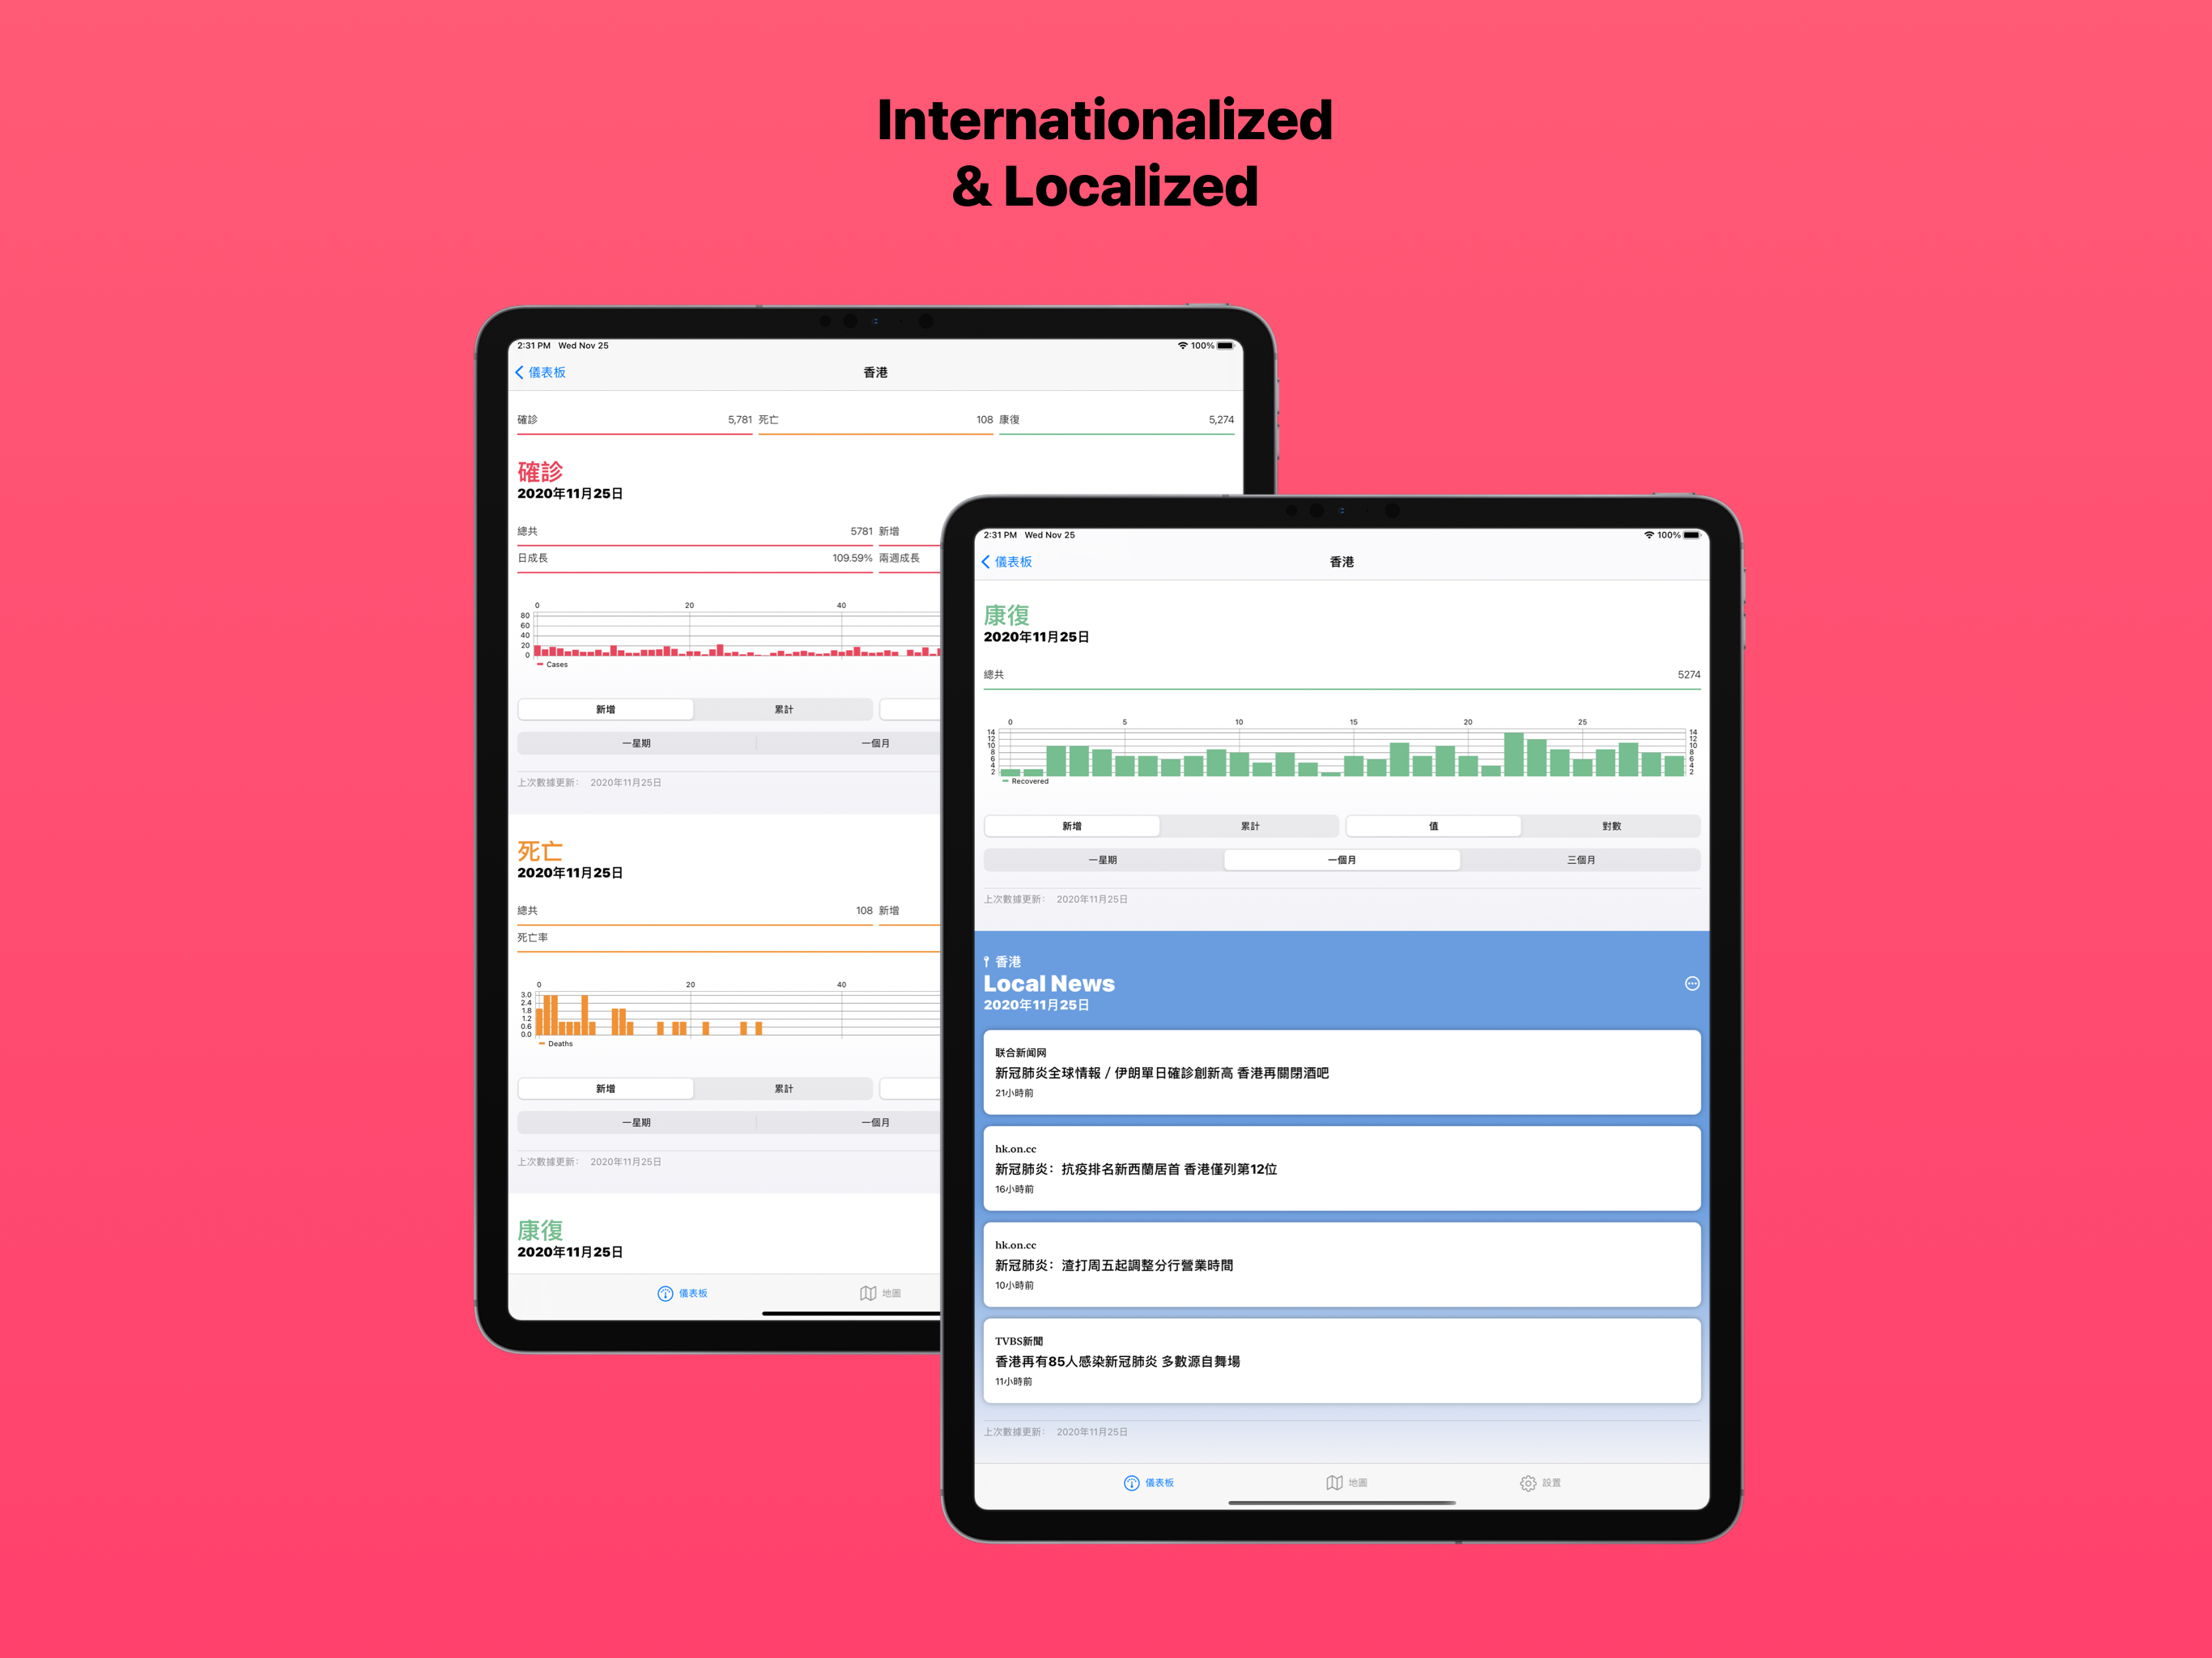 Internationalized
& Localized
2:31 PM Wed Nov 25
100%
儀表板
香港
確診 5,781 死亡 108 康復 5,274
確診
2020年11月25日
總共 5781 新增
日成長 109.59% 兩週成長
0 20 40
80
60
40
20
0
Cases
新增 累計
一星期 一個月
上次數據更新： 2020年11月25日
死亡
2020年11月25日
總共 108 新增
死亡率
0 20 40
3.0
2.4
1.8
1.2
0.6
0.0
Deaths
新增 累計
一星期 一個月
上次數據更新： 2020年11月25日
康復
2020年11月25日
儀表板 地圖
2:31 PM Wed Nov 25
100%
儀表板
香港
康復
2020年11月25日
總共 5274
0 5 10 15 20 25
14 14
12 12
10 10
8 8
6 6
4 4
2 2
Recovered
新增 累計 值 對數
一星期 一個月 三個月
上次數據更新： 2020年11月25日
香港
Local News
2020年11月25日
联合新闻网
新冠肺炎全球情報 / 伊朗單日確診創新高 香港再關閉酒吧
21小時前
hk.on.cc
新冠肺炎：抗疫排名新西蘭居首 香港僅列第12位
16小時前
hk.on.cc
新冠肺炎：渣打周五起調整分行營業時間
10小時前
TVBS新聞
香港再有85人感染新冠肺炎 多數源自舞場
11小時前
上次數據更新： 2020年11月25日
儀表板 地圖 設置